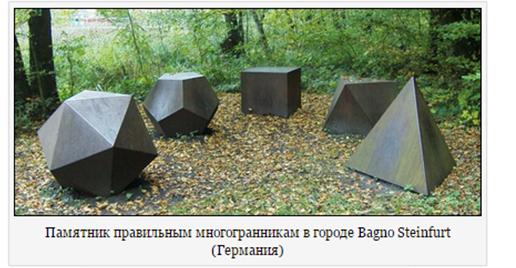 Памятник правильным многогранникам в городе Bagno Steinfurt
(Германия)